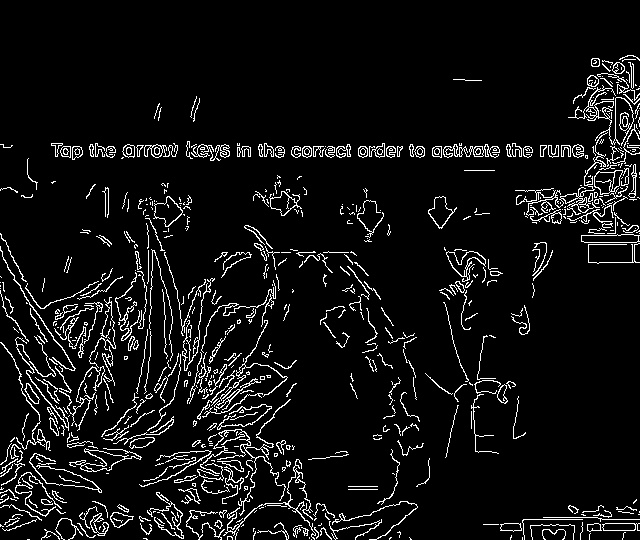 Tap the arrow keys in the correct order to activate the rune.